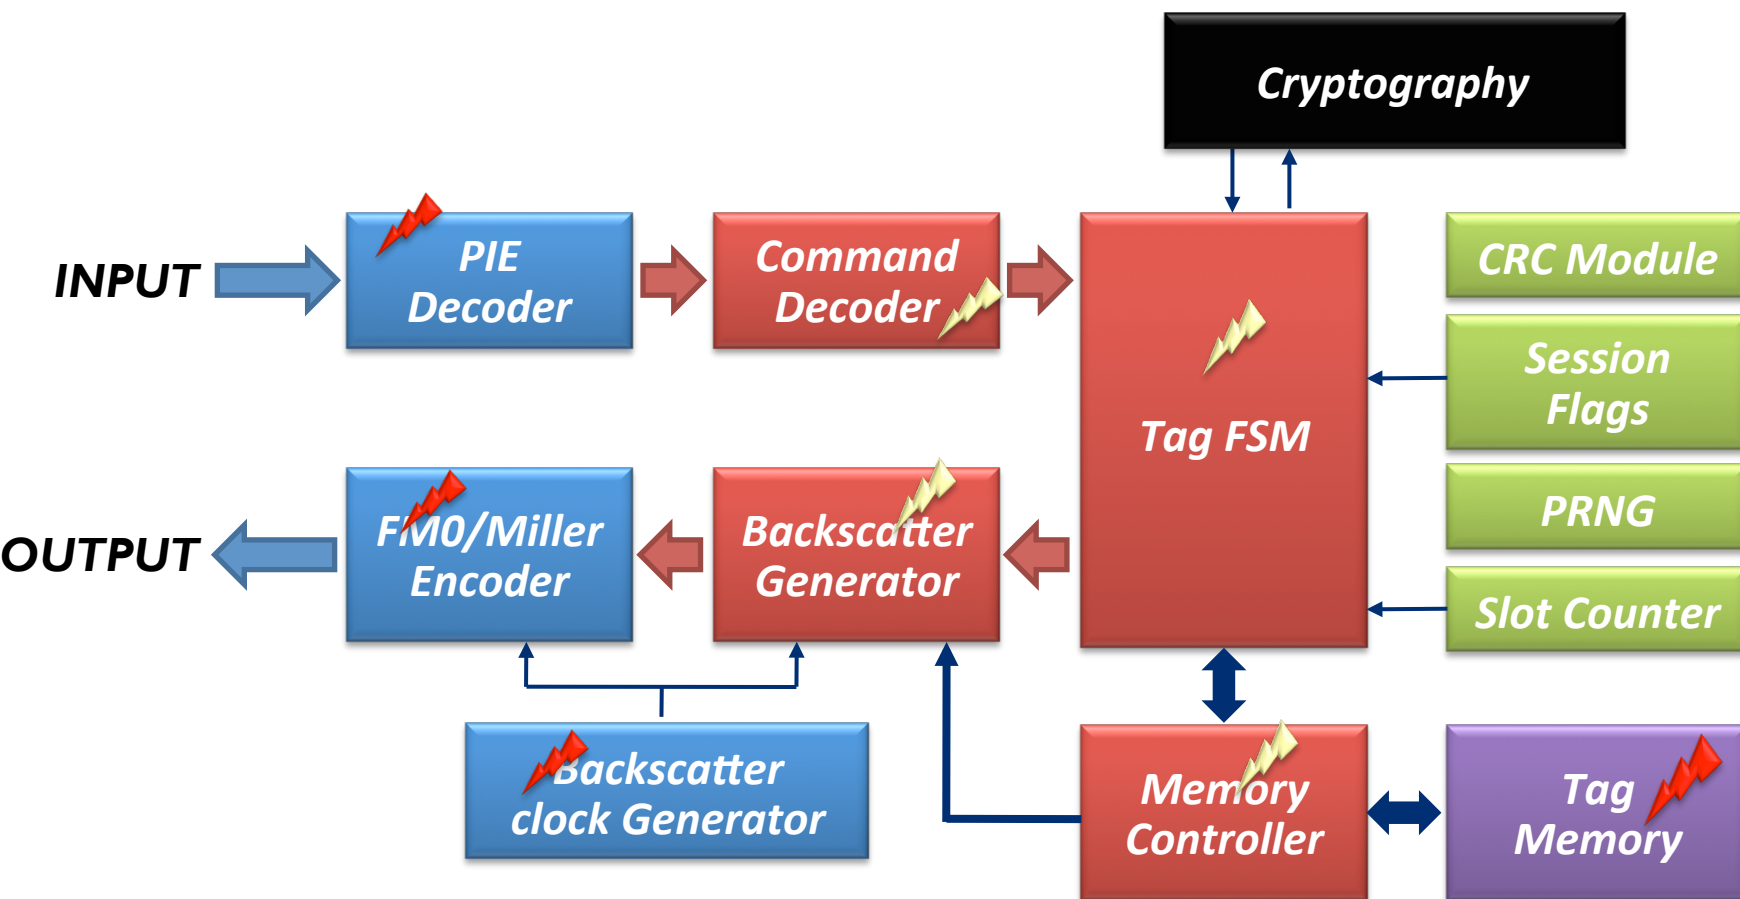 Cryptography
INPUT
PIE
Decoder
Command
Decoder
Tag FSM
CRC Module
Session
Flags
PRNG
Slot Counter
OUTPUT
FM0/Miller
Encoder
Backscatter
Generator
Backscatter
clock Generator
Memory
Controller
Tag
Memory